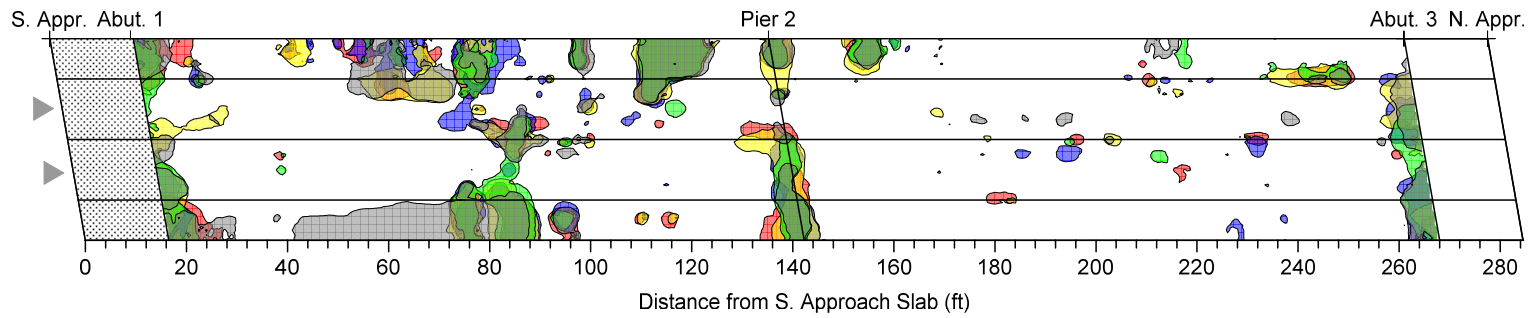 S. Appr. Abut. 1 Pier 2 Abut. 3 N. Appr.
0 20 40 60 80 100 120 140 160 180 200 220 240 260 280
Distance from S. Approach Slab (ft)